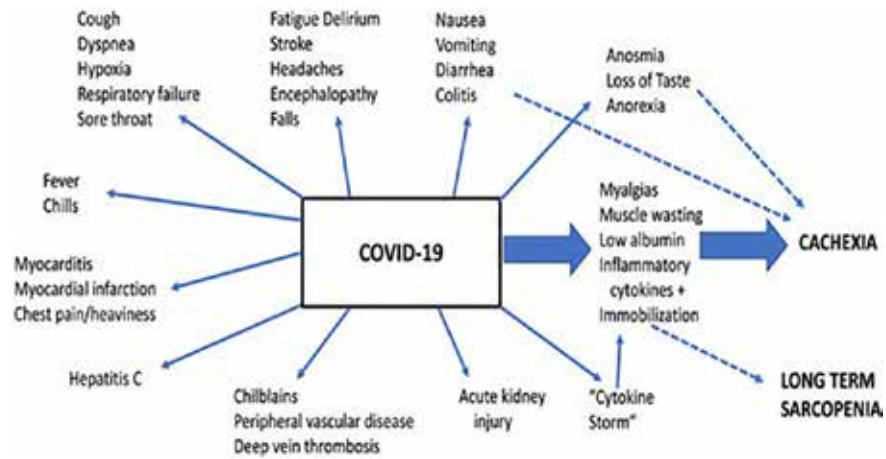 Cough
Dyspnea
Hypoxia
Respiratory failure
Sore throat
Fatigue Delirium
Stroke
Headaches
Encephalopathy
Falls
Nausea
Vomiting
Diarrhea
Colitis
Anosmia
Loss of Taste
Anorexia
Fever
Chills
COVID-19
Myalgias
Muscle wasting
Low albumin
Inflammatory
cytokines +
Immobilization
CACHEXIA
Myocarditis
Myocardial infarction
Chest pain/heaviness
Hepatitis C
Chilblains
Peripheral vascular disease
Deep vein thrombosis
Acute kidney
injury
"Cytokine
Storm"
LONG TERM
SARCOPENIA